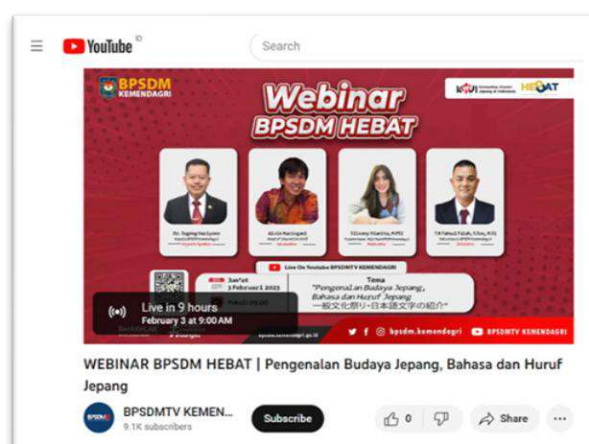 YouTube ID
Search
BPSDM
KEMENDAGRI
Webinar
BPSDM HEBAT
Live On Youtube BPSDMTV KEMENDAGRI
Jum'at
3 Februari 2023
Tema
"Pengenalan Budaya Jepang,
Bahasa dan Huruf Jepang
Live in 9 hours
February 3 at 9:00 AM
bpsdm.kemendagri
BPSDMTV KEMENDAGRI
WEBINAR BPSDM HEBAT | Pengenalan Budaya Jepang, Bahasa dan Huruf
Jepang
BPSDMTV KEMEN...
9.1K subscribers
Subscribe
0
Share